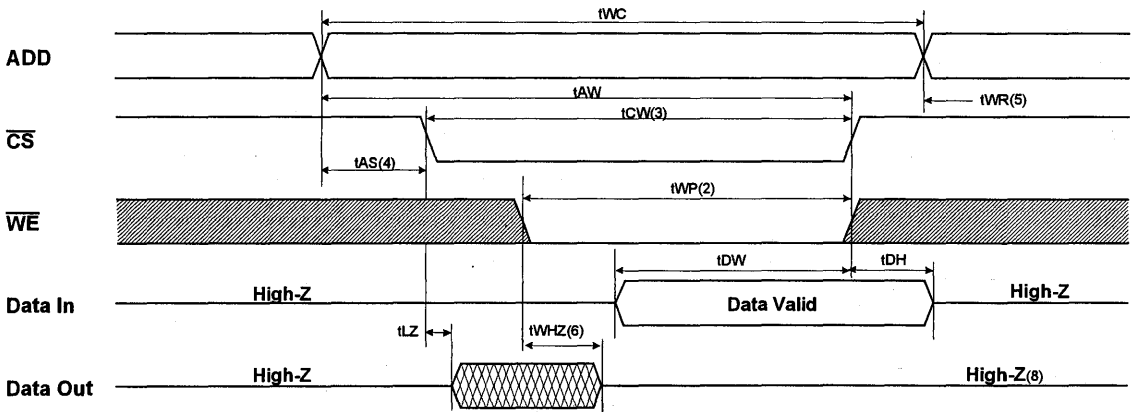 tWC
ADD
tAW
tWR(5)
tCW(3)
CS
tAS(4)
tWP(2)
WE
tDW
tDH
High-Z
High-Z
Data In
Data Valid
tLZ
tWHZ(6)
High-Z
High-Z(8)
Data Out